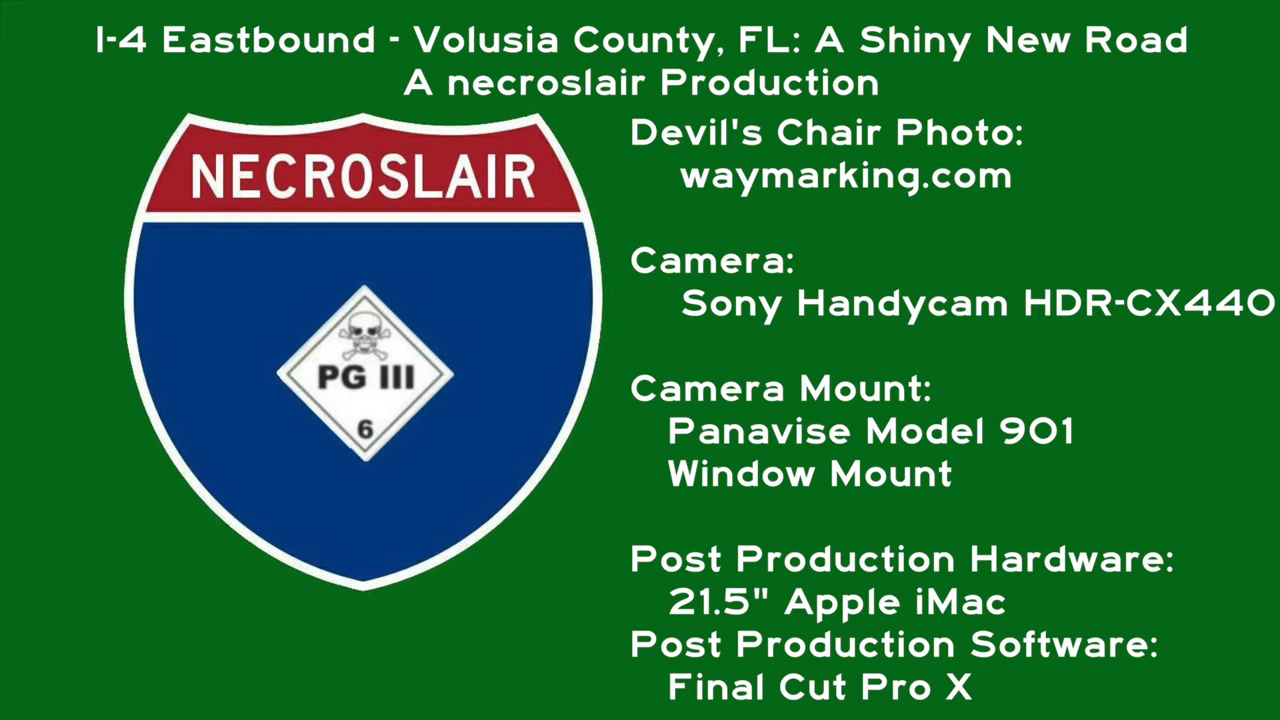 I-4 Eastbound - Volusia County, FL: A Shiny New Road
A necroslair Production
NECROSLAIR
PG III
6
Devil's Chair Photo:
waymarking.com
Camera:
Sony Handycam HDR-CX440
Camera Mount:
Panavise Model 901
Window Mount
Post Production Hardware:
21.5" Apple iMac
Post Production Software:
Final Cut Pro X